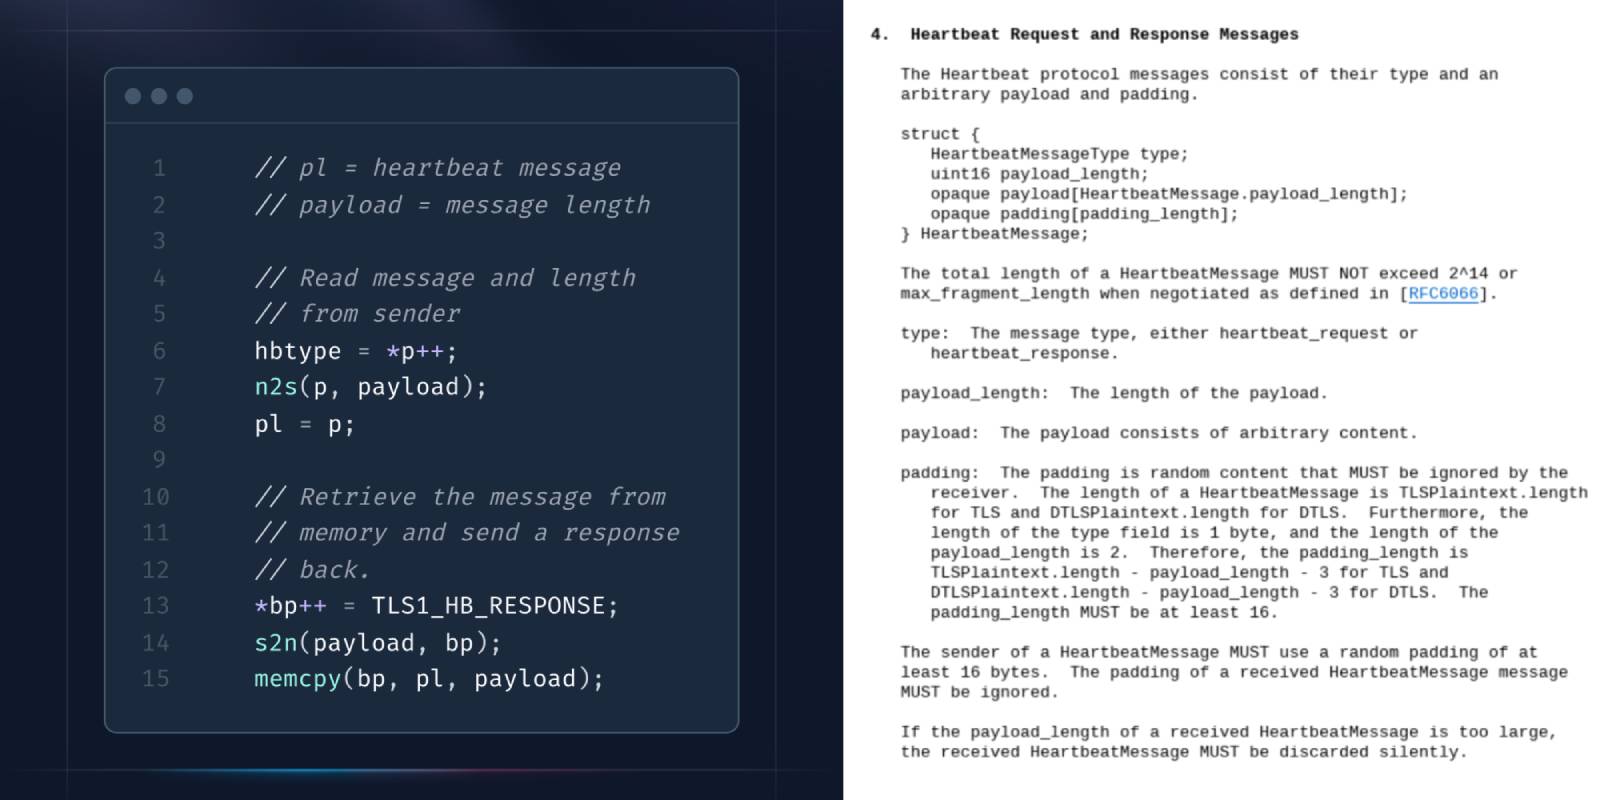 1 // pl = heartbeat message
2 // payload = message length
3
4 // Read message and length
5 // from sender
6 hbtype = *p++;
7 n2s(p, payload);
8 pl = p;
9
10 // Retrieve the message from
11 // memory and send a response
12 // back.
13 *bp++ = TLS1_HB_RESPONSE;
14 s2n(payload, bp);
15 memcpy(bp, pl, payload);
4. Heartbeat Request and Response Messages
The Heartbeat protocol messages consist of their type and an
arbitrary payload and padding.
struct {
HeartbeatMessageType type;
uint16 payload_length;
opaque payload[HeartbeatMessage.payload_length];
opaque padding[padding_length];
} HeartbeatMessage;
The total length of a HeartbeatMessage MUST NOT exceed 2^14 or
max_fragment_length when negotiated as defined in [RFC6066].
type: The message type, either heartbeat_request or
heartbeat_response.
payload_length: The length of the payload.
payload: The payload consists of arbitrary content.
padding: The padding is random content that MUST be ignored by the
receiver. The length of a HeartbeatMessage is TLSPlaintext.length
for TLS and DTLSPlaintext.length for DTLS. Furthermore, the
length of the type field is 1 byte, and the length of the
payload_length is 2. Therefore, the padding_length is
TLSPlaintext.length - payload_length - 3 for TLS and
DTLSPlaintext.length - payload_length - 3 for DTLS. The
padding_length MUST be at least 16.
The sender of a HeartbeatMessage MUST use a random padding of at
least 16 bytes. The padding of a received HeartbeatMessage message
MUST be ignored.
If the payload_length of a received HeartbeatMessage is too large,
the received HeartbeatMessage MUST be discarded silently.